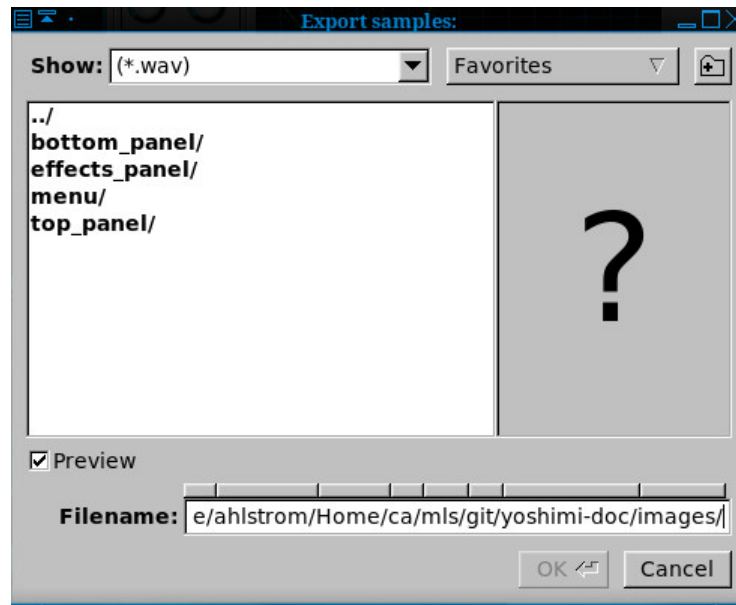 Export samples:
Show: (*.wav) Favorites
../
bottom_panel/
effects_panel/
menu/
top_panel/
?
Preview
Filename: e/ahlstrom/Home/ca/mls/git/yoshimi-doc/images/
OK Cancel